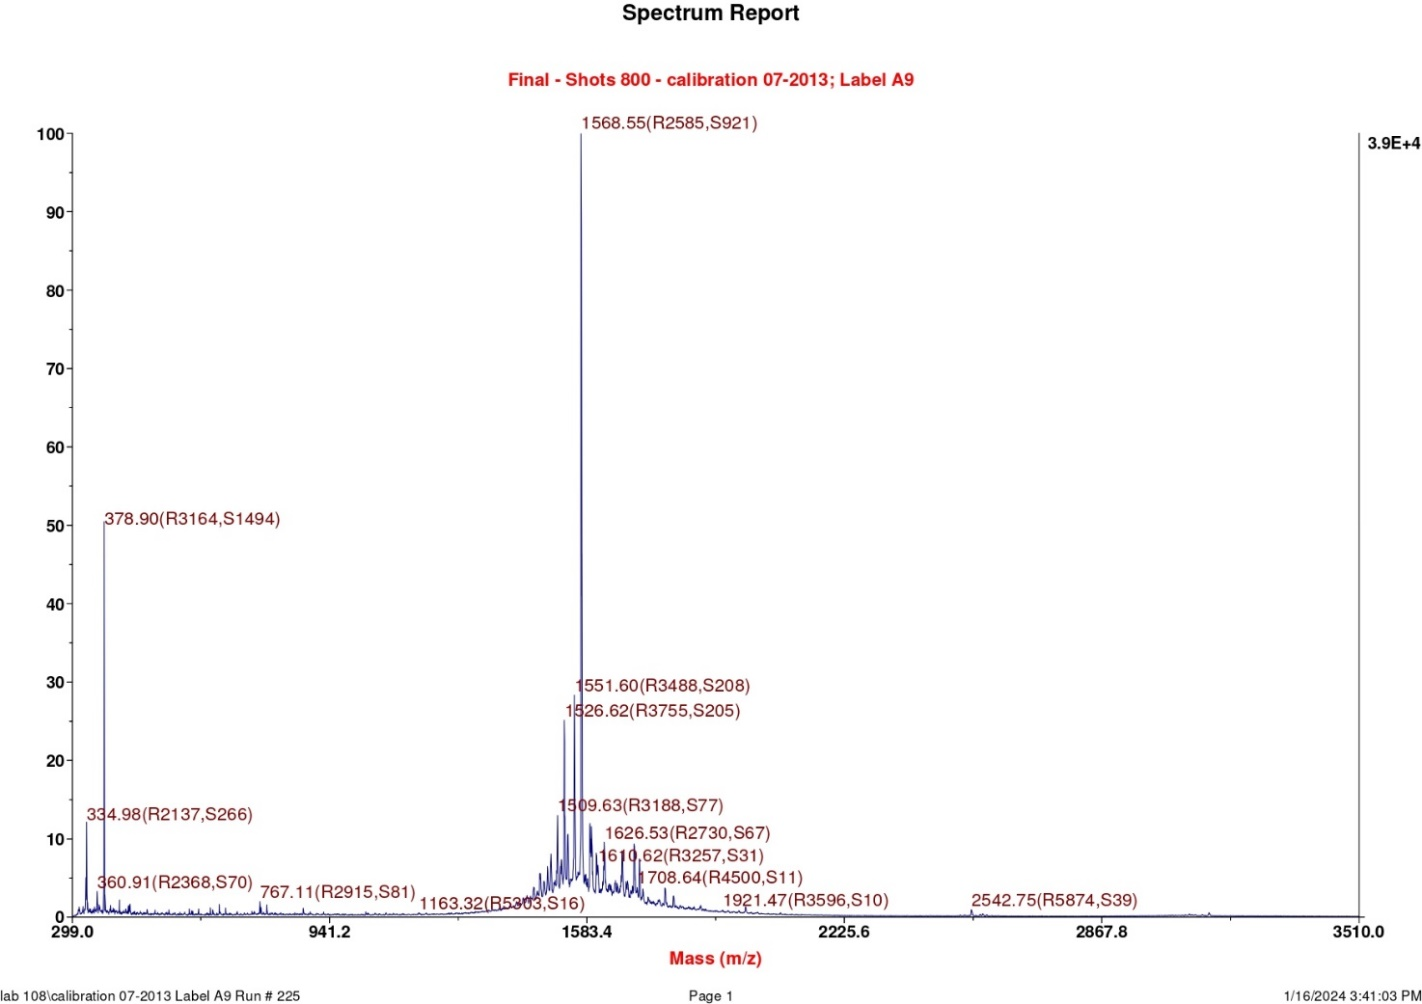 Spectrum Report
Final - Shots 800 - calibration 07-2013; Label A9
1568.55(R2585,S921)
100
3.9E+4
90
80
70
60
50
378.90(R3164,S1494)
40
30
1551.60(R3488,S208)
1526.62(R3755,S205)
20
334.98(R2137,S266)
1509.63(R3188,S77)
10
1626.53(R2730,S67)
1610.62(R3257,S31)
360.91(R2368,S70)
767.11(R2915,S81)
1708.64(R4500,S11)
1163.32(R5303,S16)
1921.47(R3596,S10)
2542.75(R5874,S39)
0
299.0 941.2 1583.4 2225.6 2867.8 3510.0
Mass (m/z)
lab 108\calibration 07-2013 Label A9 Run # 225 Page 1 1/16/2024 3:41:03 PM